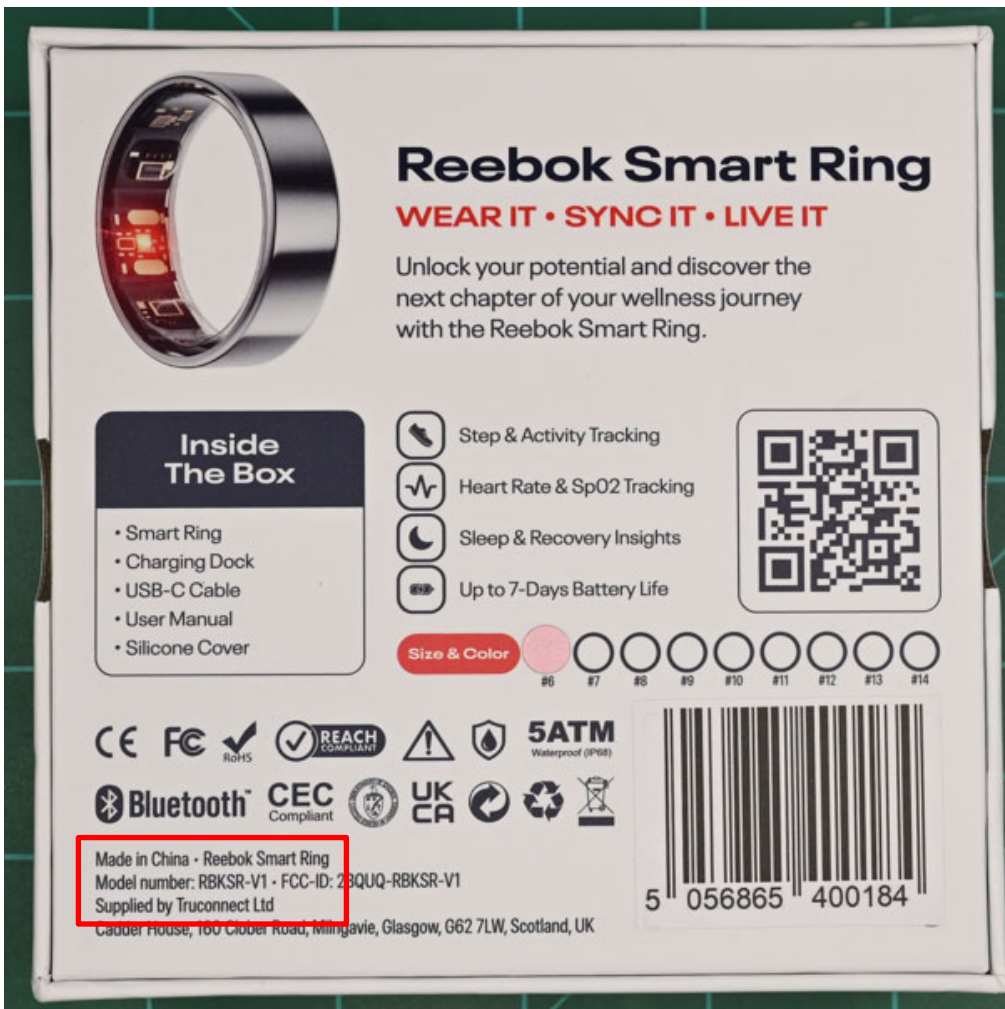 Reebok Smart Ring
WEAR IT • SYNC IT • LIVE IT
Unlock your potential and discover the
next chapter of your wellness journey
with the Reebok Smart Ring.
Inside
The Box
• Smart Ring
• Charging Dock
• USB-C Cable
• User Manual
• Silicone Cover
Step & Activity Tracking
Heart Rate & SpO2 Tracking
Sleep & Recovery Insights
Up to 7-Days Battery Life
Size & Color
#6 #7 #8 #9 #10 #11 #12 #13 #14
CE FC RoHS REACH COMPLIANT 5ATM
Waterproof (IP68)
Bluetooth™ CEC Compliant UK CA
Made in China • Reebok Smart Ring
Model number: RBKSR-V1 • FCC-ID: 2BQUQ-RBKSR-V1
Supplied by Truconnect Ltd
Cadder House, 160 Clober Road, Milngavie, Glasgow, G62 7LW, Scotland, UK
5 056865 400184